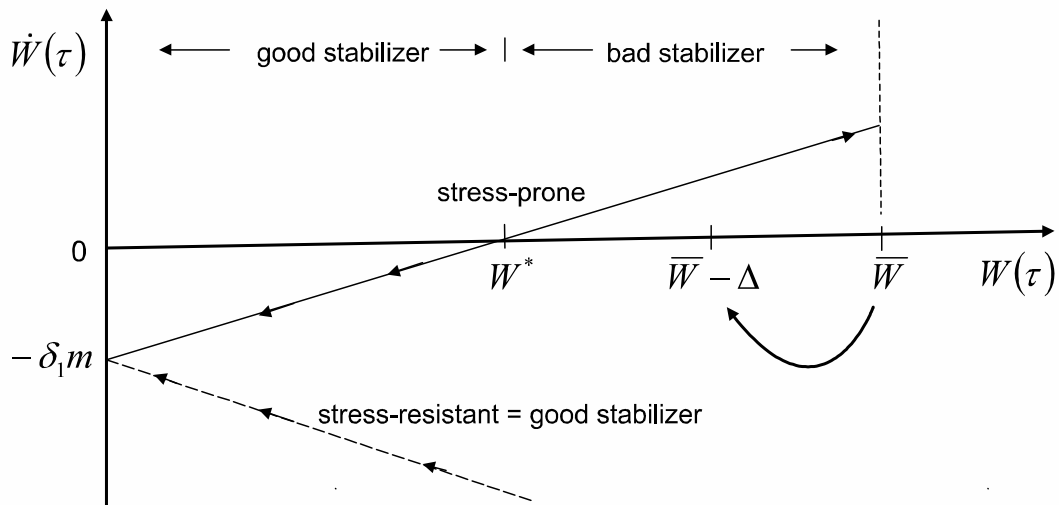 Ẇ(τ)
good stabilizer
bad stabilizer
stress-prone
0
W*
W̅ − Δ
W̅
W(τ)
− δ₁m
stress-resistant = good stabilizer